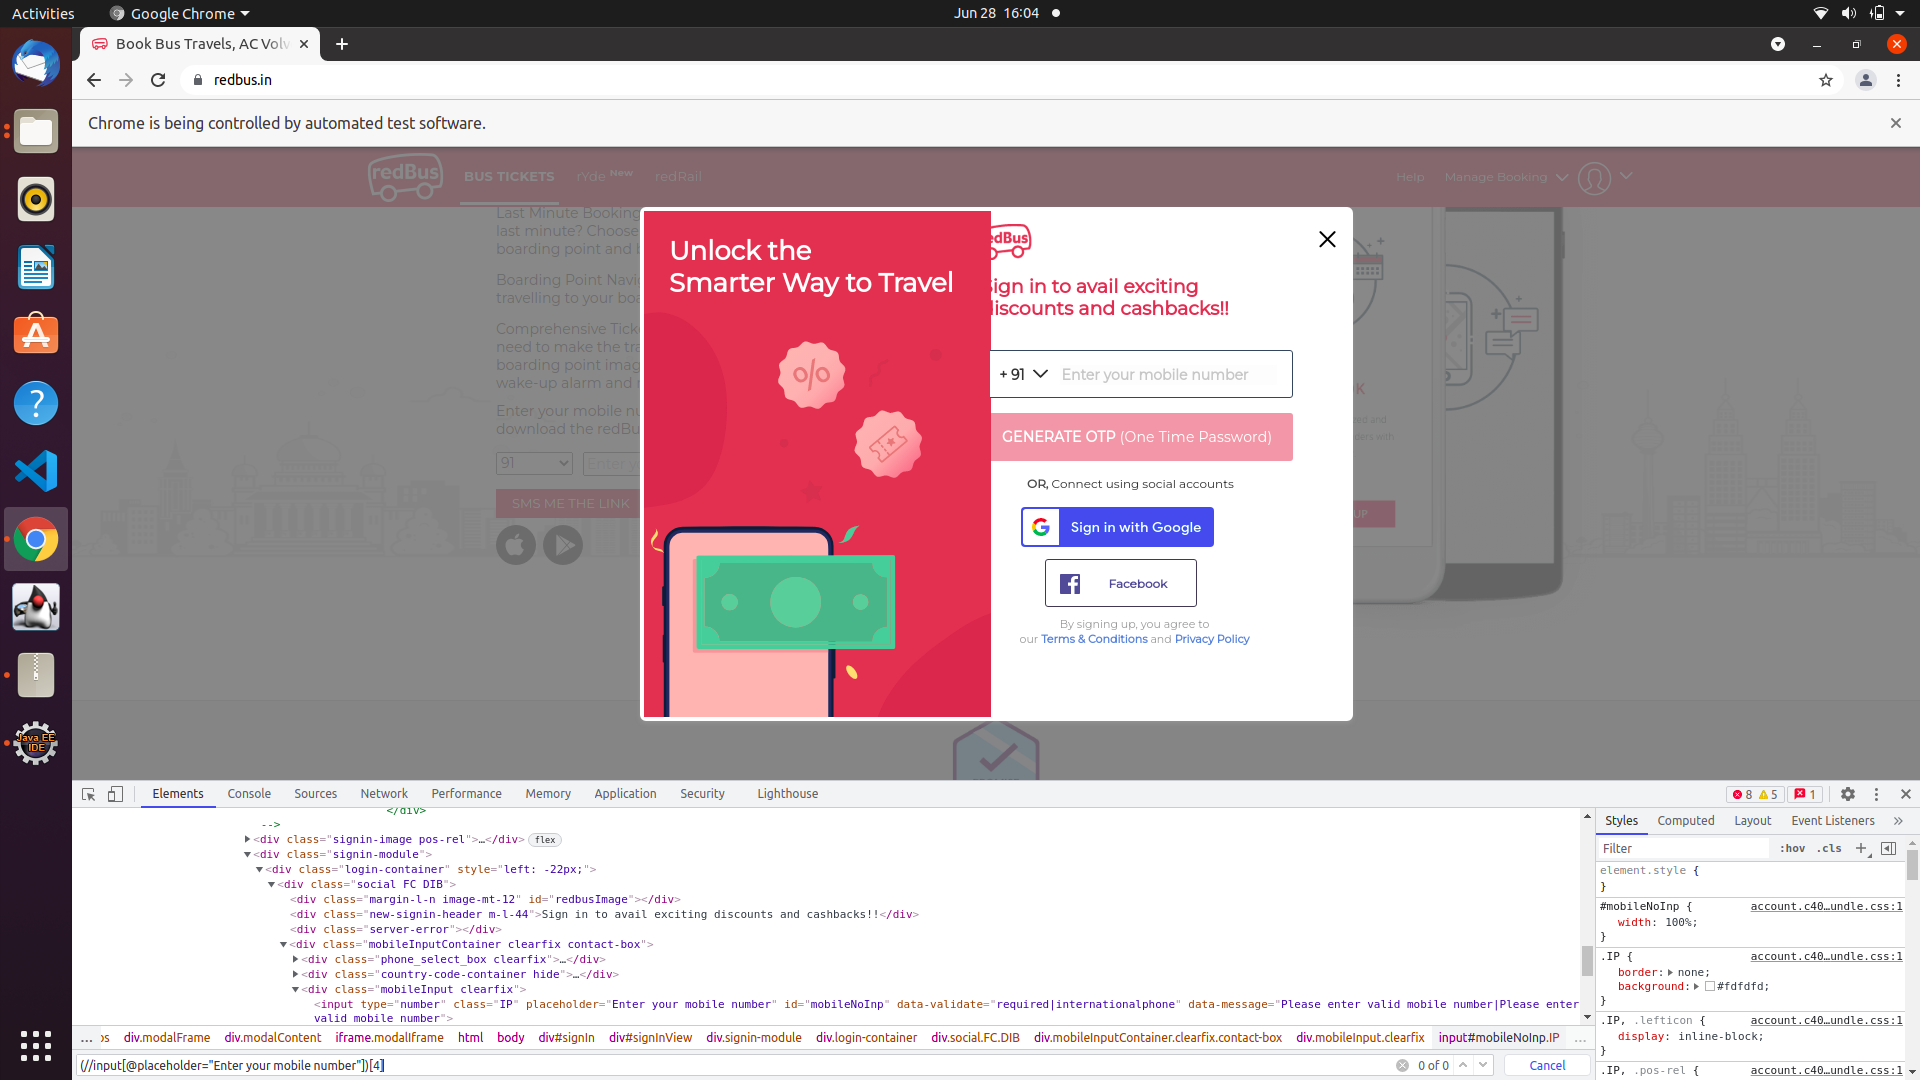 Activities
Google Chrome
Jun 28 16:04
Book Bus Travels, AC Volv
redbus.in
Chrome is being controlled by automated test software.
redBus
BUS TICKETS
rYde New
redRail
Help
Manage Booking
Last Minute Booking
last minute? Choose
boarding point and b
Boarding Point Navi
travelling to your boa
Comprehensive Ticke
need to make the tra
boarding point imag
wake-up alarm and
Enter your mobile nu
download the redBu
91
Enter yo
SMS ME THE LINK
Unlock the
Smarter Way to Travel
%
edBus
Sign in to avail exciting
discounts and cashbacks!!
+ 91
Enter your mobile number
GENERATE OTP (One Time Password)
OR, Connect using social accounts
Sign in with Google
Facebook
By signing up, you agree to
our Terms & Conditions and Privacy Policy
K
ed and
ders with
UP
Java EE
IDE
Elements
Console
Sources
Network
Performance
Memory
Application
Security
Lighthouse
8
5
1
</div>
-->
<div class="signin-image pos-rel">…</div> flex
<div class="signin-module">
<div class="login-container" style="left: -22px;">
<div class="social FC DIB">
<div class="margin-l-n image-mt-12" id="redbusImage"></div>
<div class="new-signin-header m-l-44">Sign in to avail exciting discounts and cashbacks!!</div>
<div class="server-error"></div>
<div class="mobileInputContainer clearfix contact-box">
<div class="phone_select_box clearfix">…</div>
<div class="country-code-container hide">…</div>
<div class="mobileInput clearfix">
<input type="number" class="IP" placeholder="Enter your mobile number" id="mobileNoInp" data-validate="required|internationalphone" data-message="Please enter valid mobile number|Please enter
valid mobile number">
... os div.modalFrame div.modalContent iframe.modalIframe html body div#signIn div#signInView div.signin-module div.login-container div.social.FC.DIB div.mobileInputContainer.clearfix.contact-box div.mobileInput.clearfix input#mobileNoInp.IP ...
(//input[@placeholder="Enter your mobile number"])[4]
0 of 0
Cancel
Styles
Computed
Layout
Event Listeners
»
Filter
:hov .cls +
element.style {
}
#mobileNoInp { account.c40…undle.css:1
width: 100%;
}
.IP { account.c40…undle.css:1
border: none;
background: #fdfdfd;
}
.IP, .lefticon { account.c40…undle.css:1
display: inline-block;
}
.IP, .pos-rel { account.c40…undle.css:1